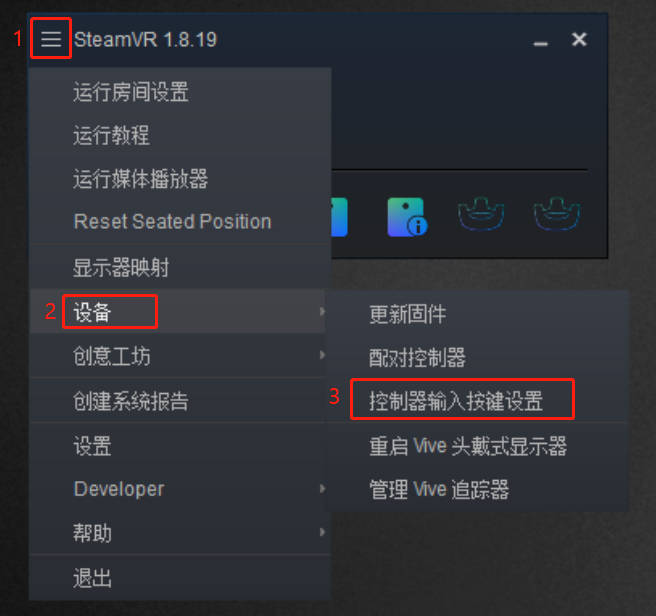 1
SteamVR 1.8.19
运行房间设置
运行教程
运行媒体播放器
Reset Seated Position
显示器映射
2 设备
创意工坊
创建系统报告
设置
Developer
帮助
退出
更新固件
配对控制器
3 控制器输入按键设置
重启 Vive 头戴式显示器
管理 Vive 追踪器